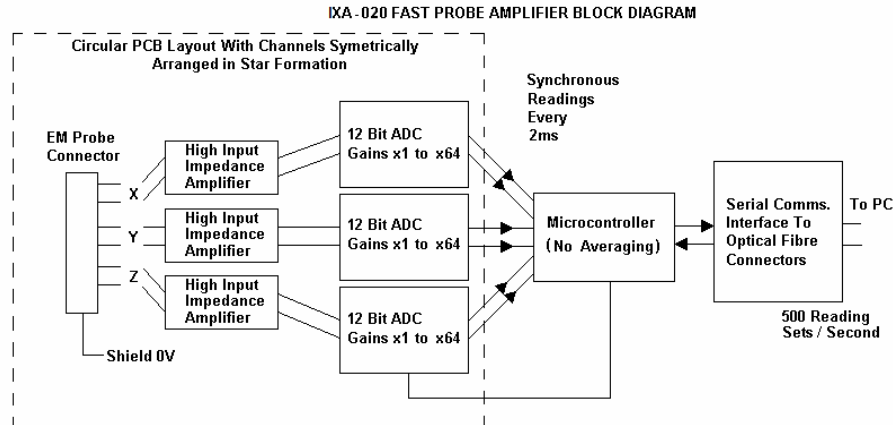 IXA-020 FAST PROBE AMPLIFIER BLOCK DIAGRAM
Circular PCB Layout With Channels Symetrically
Arranged in Star Formation
EM Probe
Connector
X
Y
Z
Shield 0V
High Input
Impedance
Amplifier
High Input
Impedance
Amplifier
High Input
Impedance
Amplifier
12 Bit ADC
Gains x1 to x64
12 Bit ADC
Gains x1 to x64
12 Bit ADC
Gains x1 to x64
Synchronous
Readings
Every
2ms
Microcontroller
(No Averaging)
Serial Comms.
Interface To
Optical Fibre
Connectors
To PC
500 Reading
Sets / Second